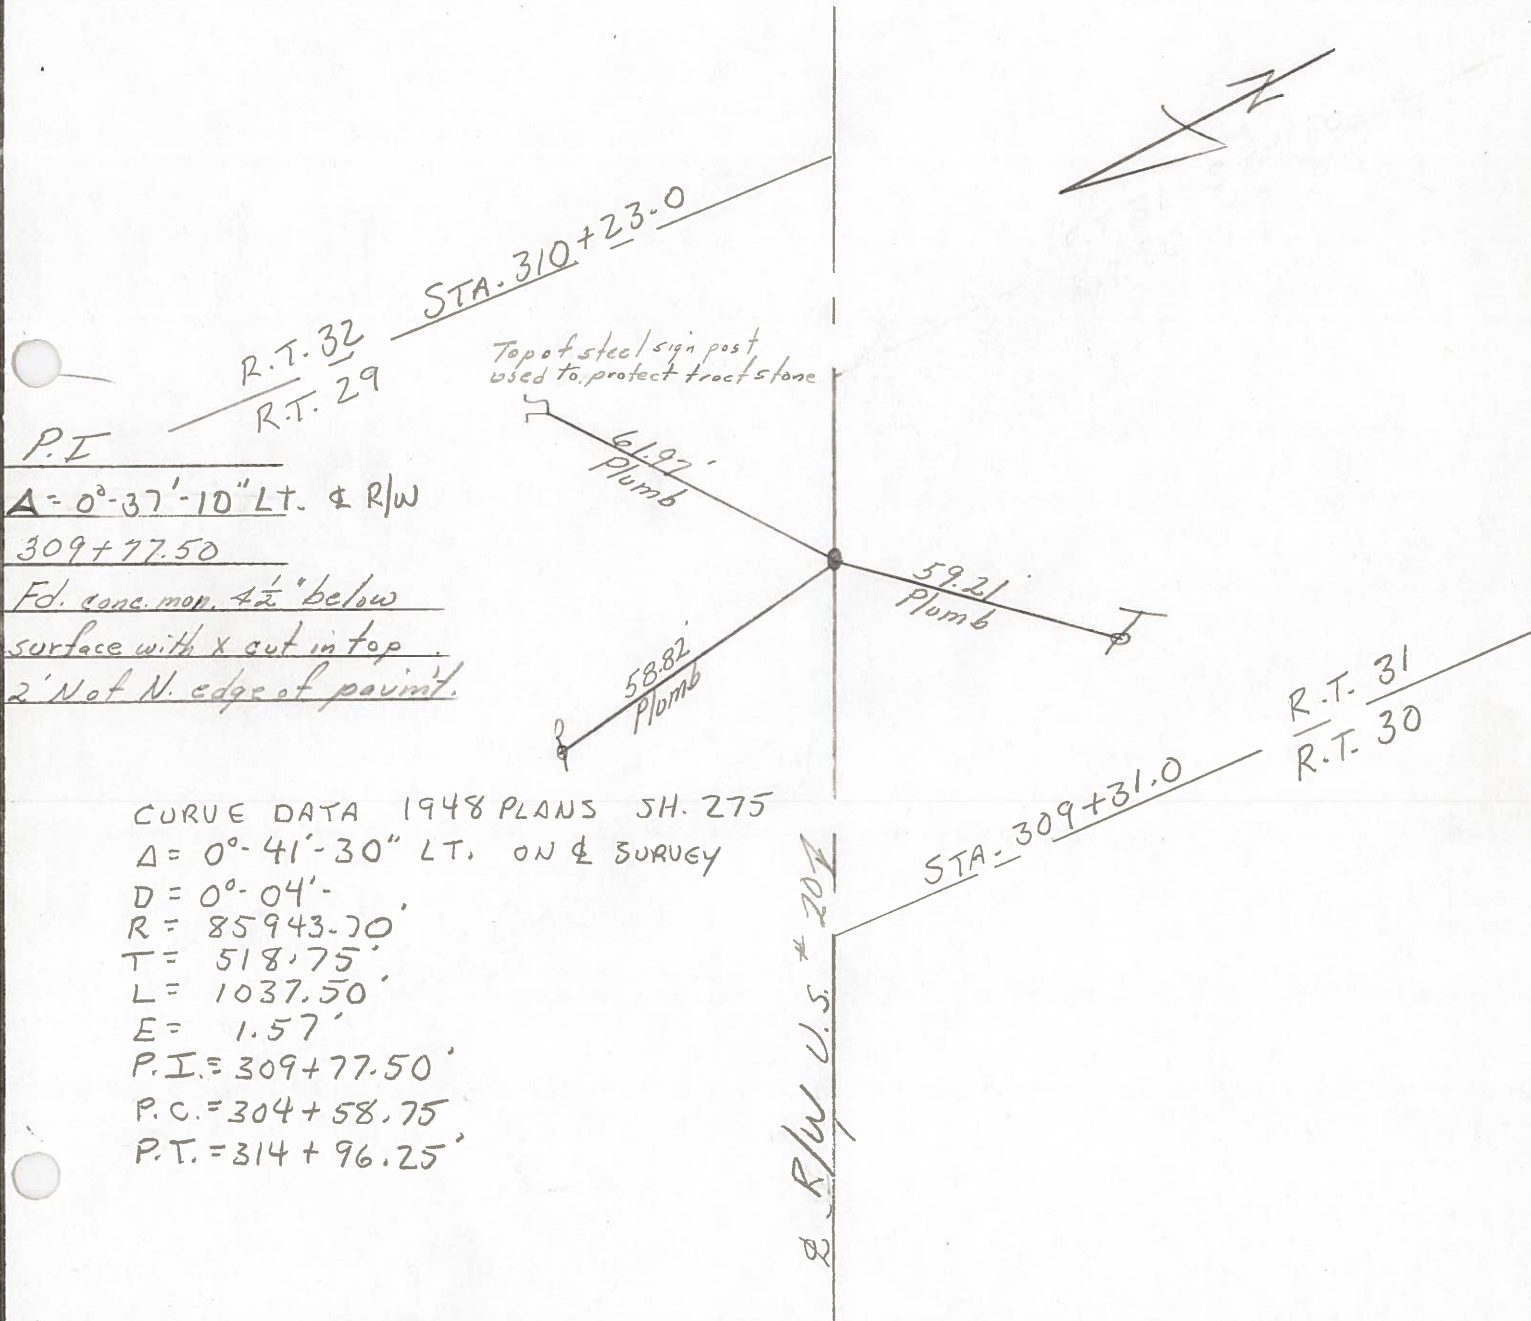 N
STA. 310+23.0
R.T. 32
R.T. 29
Top of steel sign post
used to protect tract stone
P.I
Δ = 0°-37'-10" LT. ℄ R/W
309+77.50
Fd. conc. mon. 4½" below
surface with x cut in top.
2' N of N. edge of pavim't.
61.97'
Plumb
59.21'
Plumb
58.82'
Plumb
R.T. 31
R.T. 30
STA. 309+31.0
CURVE DATA 1948 PLANS SH. 275
Δ = 0°-41'-30" LT. ON ℄ SURVEY
D = 0°-04'-
R = 85943.70'
T = 518.75'
L = 1037.50'
E = 1.57'
P.I. = 309+77.50'
P.C. = 304+58.75
P.T. = 314+96.25'
℄ R/W U.S. # 20